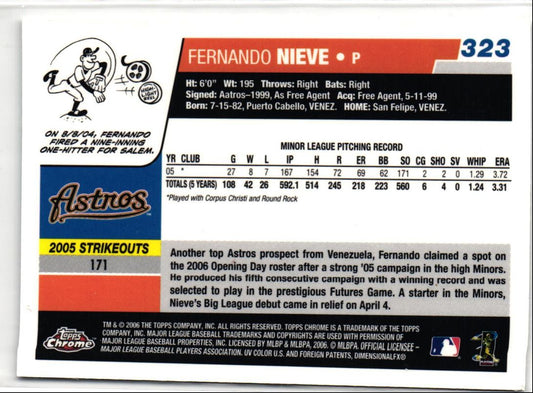 FERNANDO NIEVE • P
323
Ht: 6'0" Wt: 195 Throws: Right Bats: Right
Signed: Aatros–1999, As Free Agent Acq: Free Agent, 5-11-99
Born: 7-15-82, Puerto Cabello, VENEZ. HOME: San Felipe, VENEZ.
HIGHLIGHT REEL
ON 8/8/04, FERNANDO
FIRED A NINE-INNING
ONE-HITTER FOR SALEM.
MINOR LEAGUE PITCHING RECORD
YR CLUB G W L IP H R ER BB SO CG SHO SV WHIP ERA
05 * 27 8 7 167 154 72 69 62 171 2 2 0 1.29 3.72
TOTALS (5 YEARS) 108 42 26 592.1 514 245 218 223 560 6 4 0 1.24 3.31
*Played with Corpus Christi and Round Rock
Astros
2005 STRIKEOUTS
171
Another top Astros prospect from Venezuela, Fernando claimed a spot on
the 2006 Opening Day roster after a strong '05 campaign in the high Minors.
He produced his fifth consecutive campaign with a winning record and was
selected to play in the prestigious Futures Game. A starter in the Minors,
Nieve's Big League debut came in relief on April 4.
TOPPS
Chrome
TM & © 2006 THE TOPPS COMPANY, INC. ALL RIGHTS RESERVED. TOPPS CHROME IS A TRADEMARK OF THE TOPPS
COMPANY, INC. MAJOR LEAGUE BASEBALL TRADEMARKS AND COPYRIGHTS ARE USED WITH PERMISSION OF
MAJOR LEAGUE BASEBALL PROPERTIES, INC. LICENSED BY MLBP & MLBPA, 2006. © MLBPA. OFFICIAL LICENSEE -
MAJOR LEAGUE BASEBALL PLAYERS ASSOCIATION. UV COLOR U.S. AND FOREIGN PATENTS, DIMENSIONALFX®